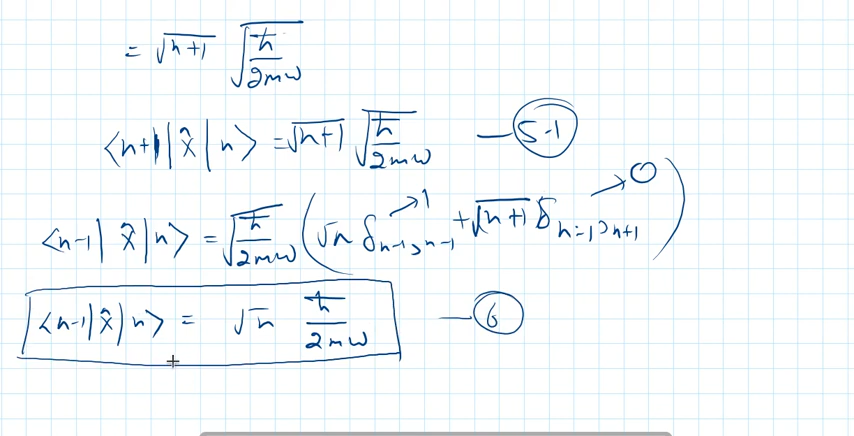 = √(n+1) √(ħ/2mω)
⟨n+1|x̂|n⟩ = √(n+1) √(ħ/2mω) — (5-1)
⟨n-1|x̂|n⟩ = √(ħ/2mω) (√n δ_{n-1,n-1} → 1 + √(n+1) δ_{n-1,n+1} → 0)
⟨n-1|x̂|n⟩ = √n ħ/2mω — (6)